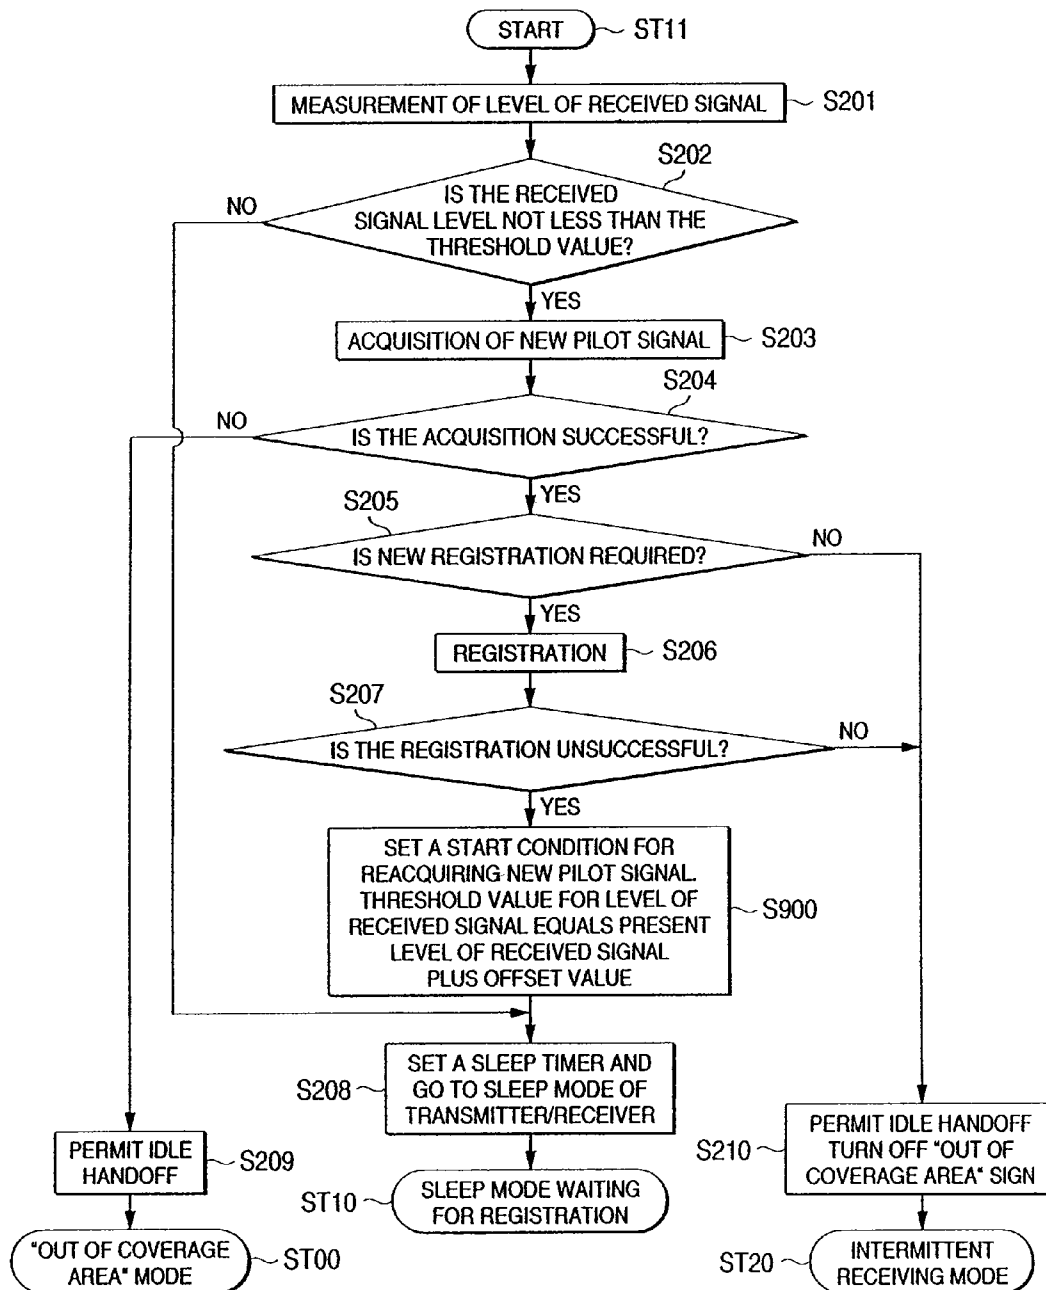 START
ST11
MEASUREMENT OF LEVEL OF RECEIVED SIGNAL
S201
S202
IS THE RECEIVED
SIGNAL LEVEL NOT LESS THAN THE
THRESHOLD VALUE?
NO
YES
ACQUISITION OF NEW PILOT SIGNAL
S203
S204
NO
IS THE ACQUISITION SUCCESSFUL?
YES
S205
IS NEW REGISTRATION REQUIRED?
NO
YES
REGISTRATION
S206
S207
IS THE REGISTRATION UNSUCCESSFUL?
NO
YES
SET A START CONDITION FOR
REACQUIRING NEW PILOT SIGNAL.
THRESHOLD VALUE FOR LEVEL OF
RECEIVED SIGNAL EQUALS PRESENT
LEVEL OF RECEIVED SIGNAL
PLUS OFFSET VALUE
S900
S208
SET A SLEEP TIMER AND
GO TO SLEEP MODE OF
TRANSMITTER/RECEIVER
PERMIT IDLE
HANDOFF
S209
S210
PERMIT IDLE HANDOFF
TURN OFF "OUT OF
COVERAGE AREA" SIGN
ST10
SLEEP MODE WAITING
FOR REGISTRATION
"OUT OF COVERAGE
AREA" MODE
ST00
ST20
INTERMITTENT
RECEIVING MODE